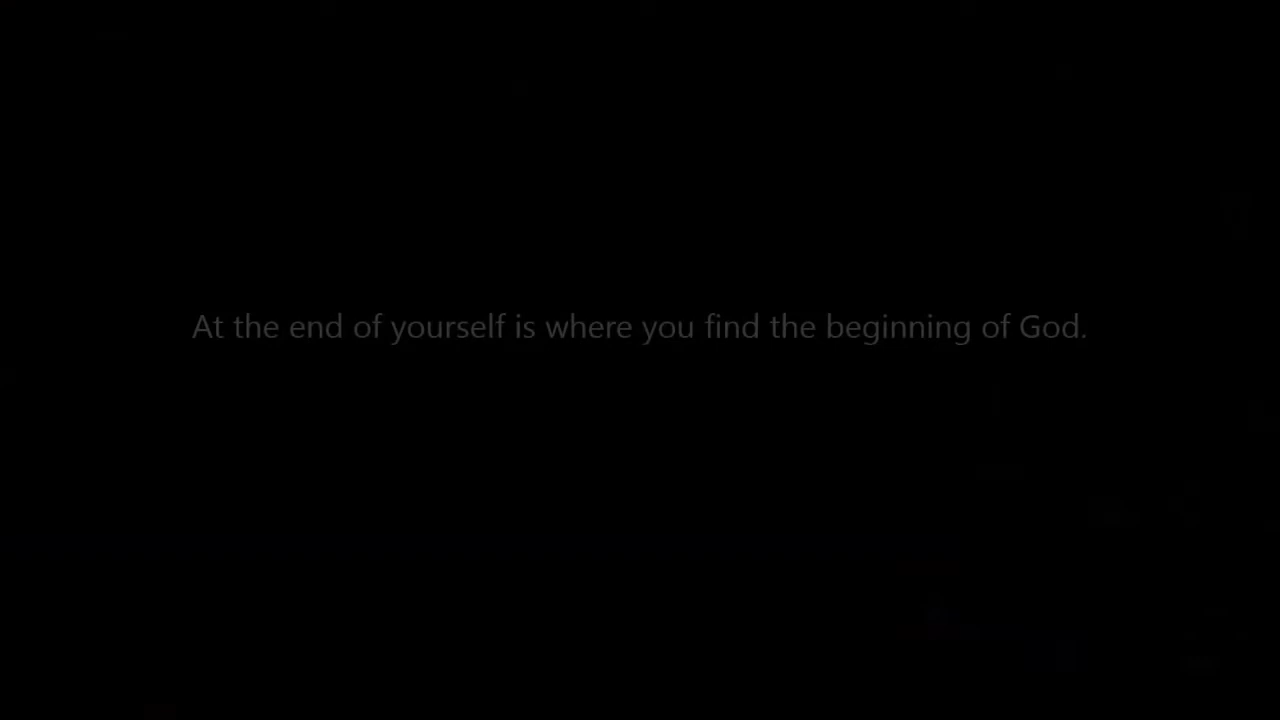 At the end of yourself is where you find the beginning of God.